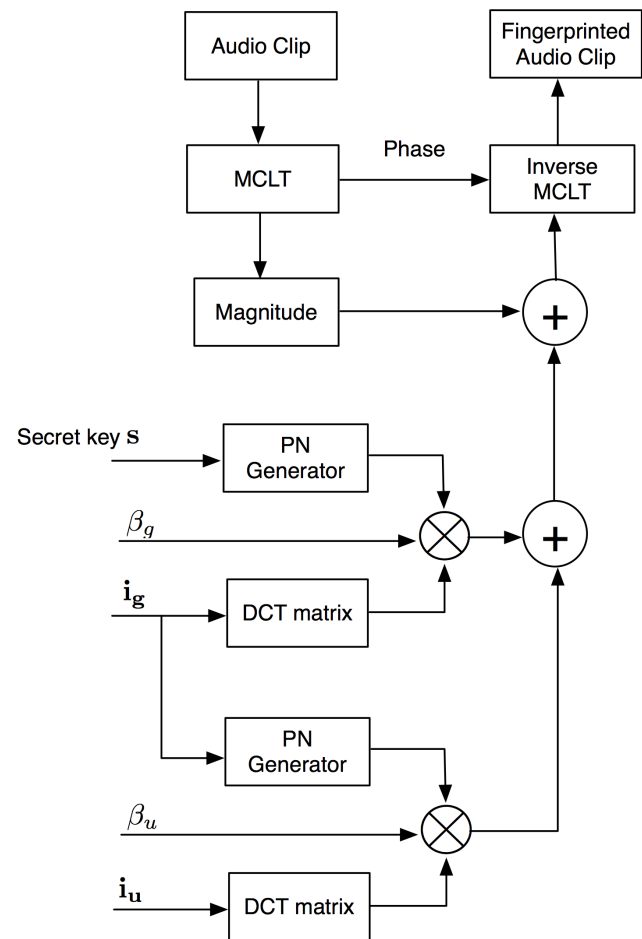 Audio Clip
Fingerprinted
Audio Clip
Phase
MCLT
Inverse
MCLT
Magnitude
+
Secret key s
PN
Generator
β_g
+
i_g
DCT matrix
PN
Generator
β_u
i_u
DCT matrix